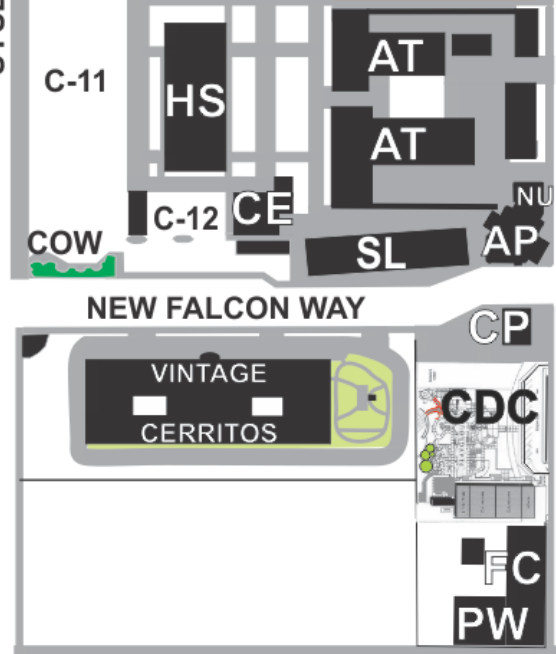 C-11
HS
AT
AT
NU
C-12
CE
COW
SL
AP
NEW FALCON WAY
CP
VINTAGE
CERRITOS
CDC
FC
PW